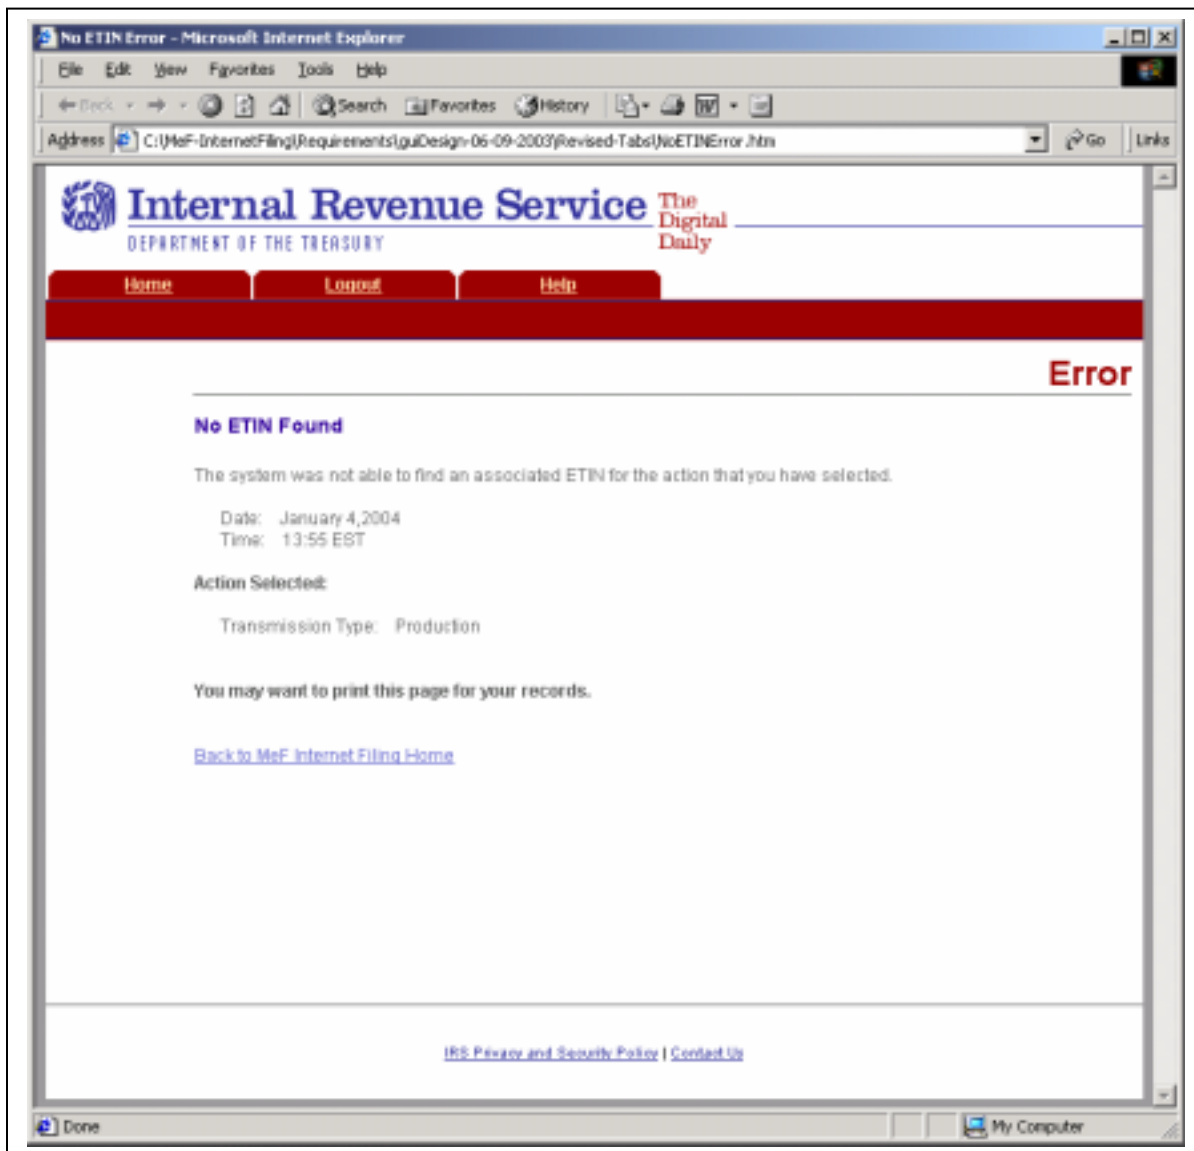 No ETIN Error - Microsoft Internet Explorer
File Edit View Favorites Tools Help
Back Search Favorites History
Address C:\MeF-InternetFiling\Requirements\guiDesign-06-09-2003\Revised-Tabs\NoETINError.htm Go Links
Internal Revenue Service The
Digital
DEPARTMENT OF THE TREASURY Daily
Home Logout Help
Error
No ETIN Found
The system was not able to find an associated ETIN for the action that you have selected.
Date: January 4,2004
Time: 13:55 EST
Action Selected:
Transmission Type: Production
You may want to print this page for your records.
Back to MeF Internet Filing Home
IRS Privacy and Security Policy | Contact Us
Done My Computer